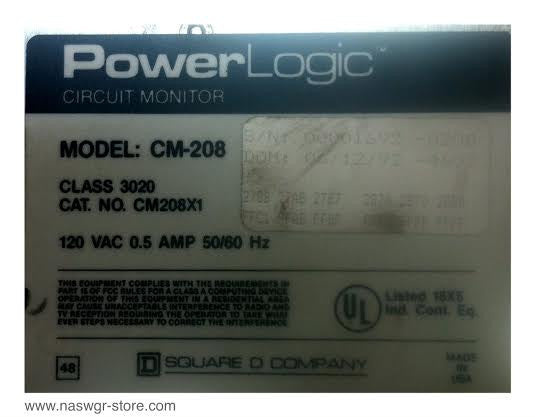 PowerLogic™
CIRCUIT MONITOR
MODEL: CM-208
S/N: 00001692
DOM:
CLASS 3020
CAT. NO. CM208X1
120 VAC 0.5 AMP 50/60 Hz
THIS EQUIPMENT COMPLIES WITH THE REQUIREMENTS IN
PART 15 OF FCC RULES FOR A CLASS A COMPUTING DEVICE.
OPERATION OF THIS EQUIPMENT IN A RESIDENTIAL AREA
MAY CAUSE UNACCEPTABLE INTERFERENCE TO RADIO AND
TV RECEPTION REQUIRING THE OPERATOR TO TAKE WHAT
EVER STEPS NECESSARY TO CORRECT THE INTERFERENCE.
UL Listed 18X5
Ind. Cont. Eq.
48
D SQUARE D COMPANY
MADE
IN
USA
www.naswgr-store.com